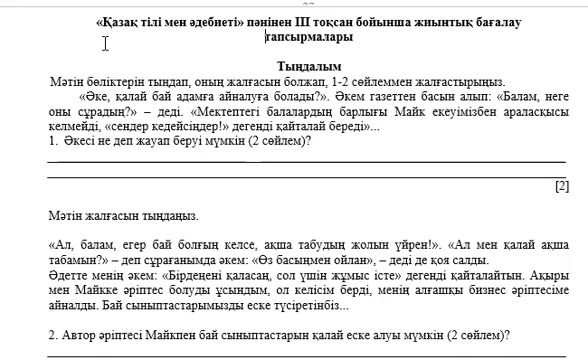 «Қазақ тілі мен әдебиеті» пәнінен III тоқсан бойынша жиынтық бағалау
тапсырмалары
Тыңдалым
Мәтін бөліктерін тыңдап, оның жалғасын болжап, 1-2 сөйлеммен жалғастырыңыз.
«Әке, қалай бай адамға айналуға болады?». Әкем газеттен басын алып: «Балам, неге
оны сұрадың?» – деді. «Мектептегі балалардың барлығы Майк екеуімізбен араласқысы
келмейді, «сендер кедейсіңдер!» дегенді қайталай береді»...
1. Әкесі не деп жауап беруі мүмкін (2 сөйлем)?
[2]
Мәтін жалғасын тыңдаңыз.
«Ал, балам, егер бай болғың келсе, ақша табудың жолын үйрен!». «Ал мен қалай ақша
табамын?» – деп сұрағанымда әкем: «Өз басыңмен ойлан», – деді де қоя салды.
Әдетте менің әкем: «Бірдеңені қаласаң, сол үшін жұмыс істе» дегенді қайталайтын. Ақыры
мен Майкке әріптес болуды ұсындым, ол келісім берді, менің алғашқы бизнес әріптесіме
айналды. Бай сыныптастарымызды еске түсіретінбіз...
2. Автор әріптесі Майкпен бай сыныптастарын қалай еске алуы мүмкін (2 сөйлем)?